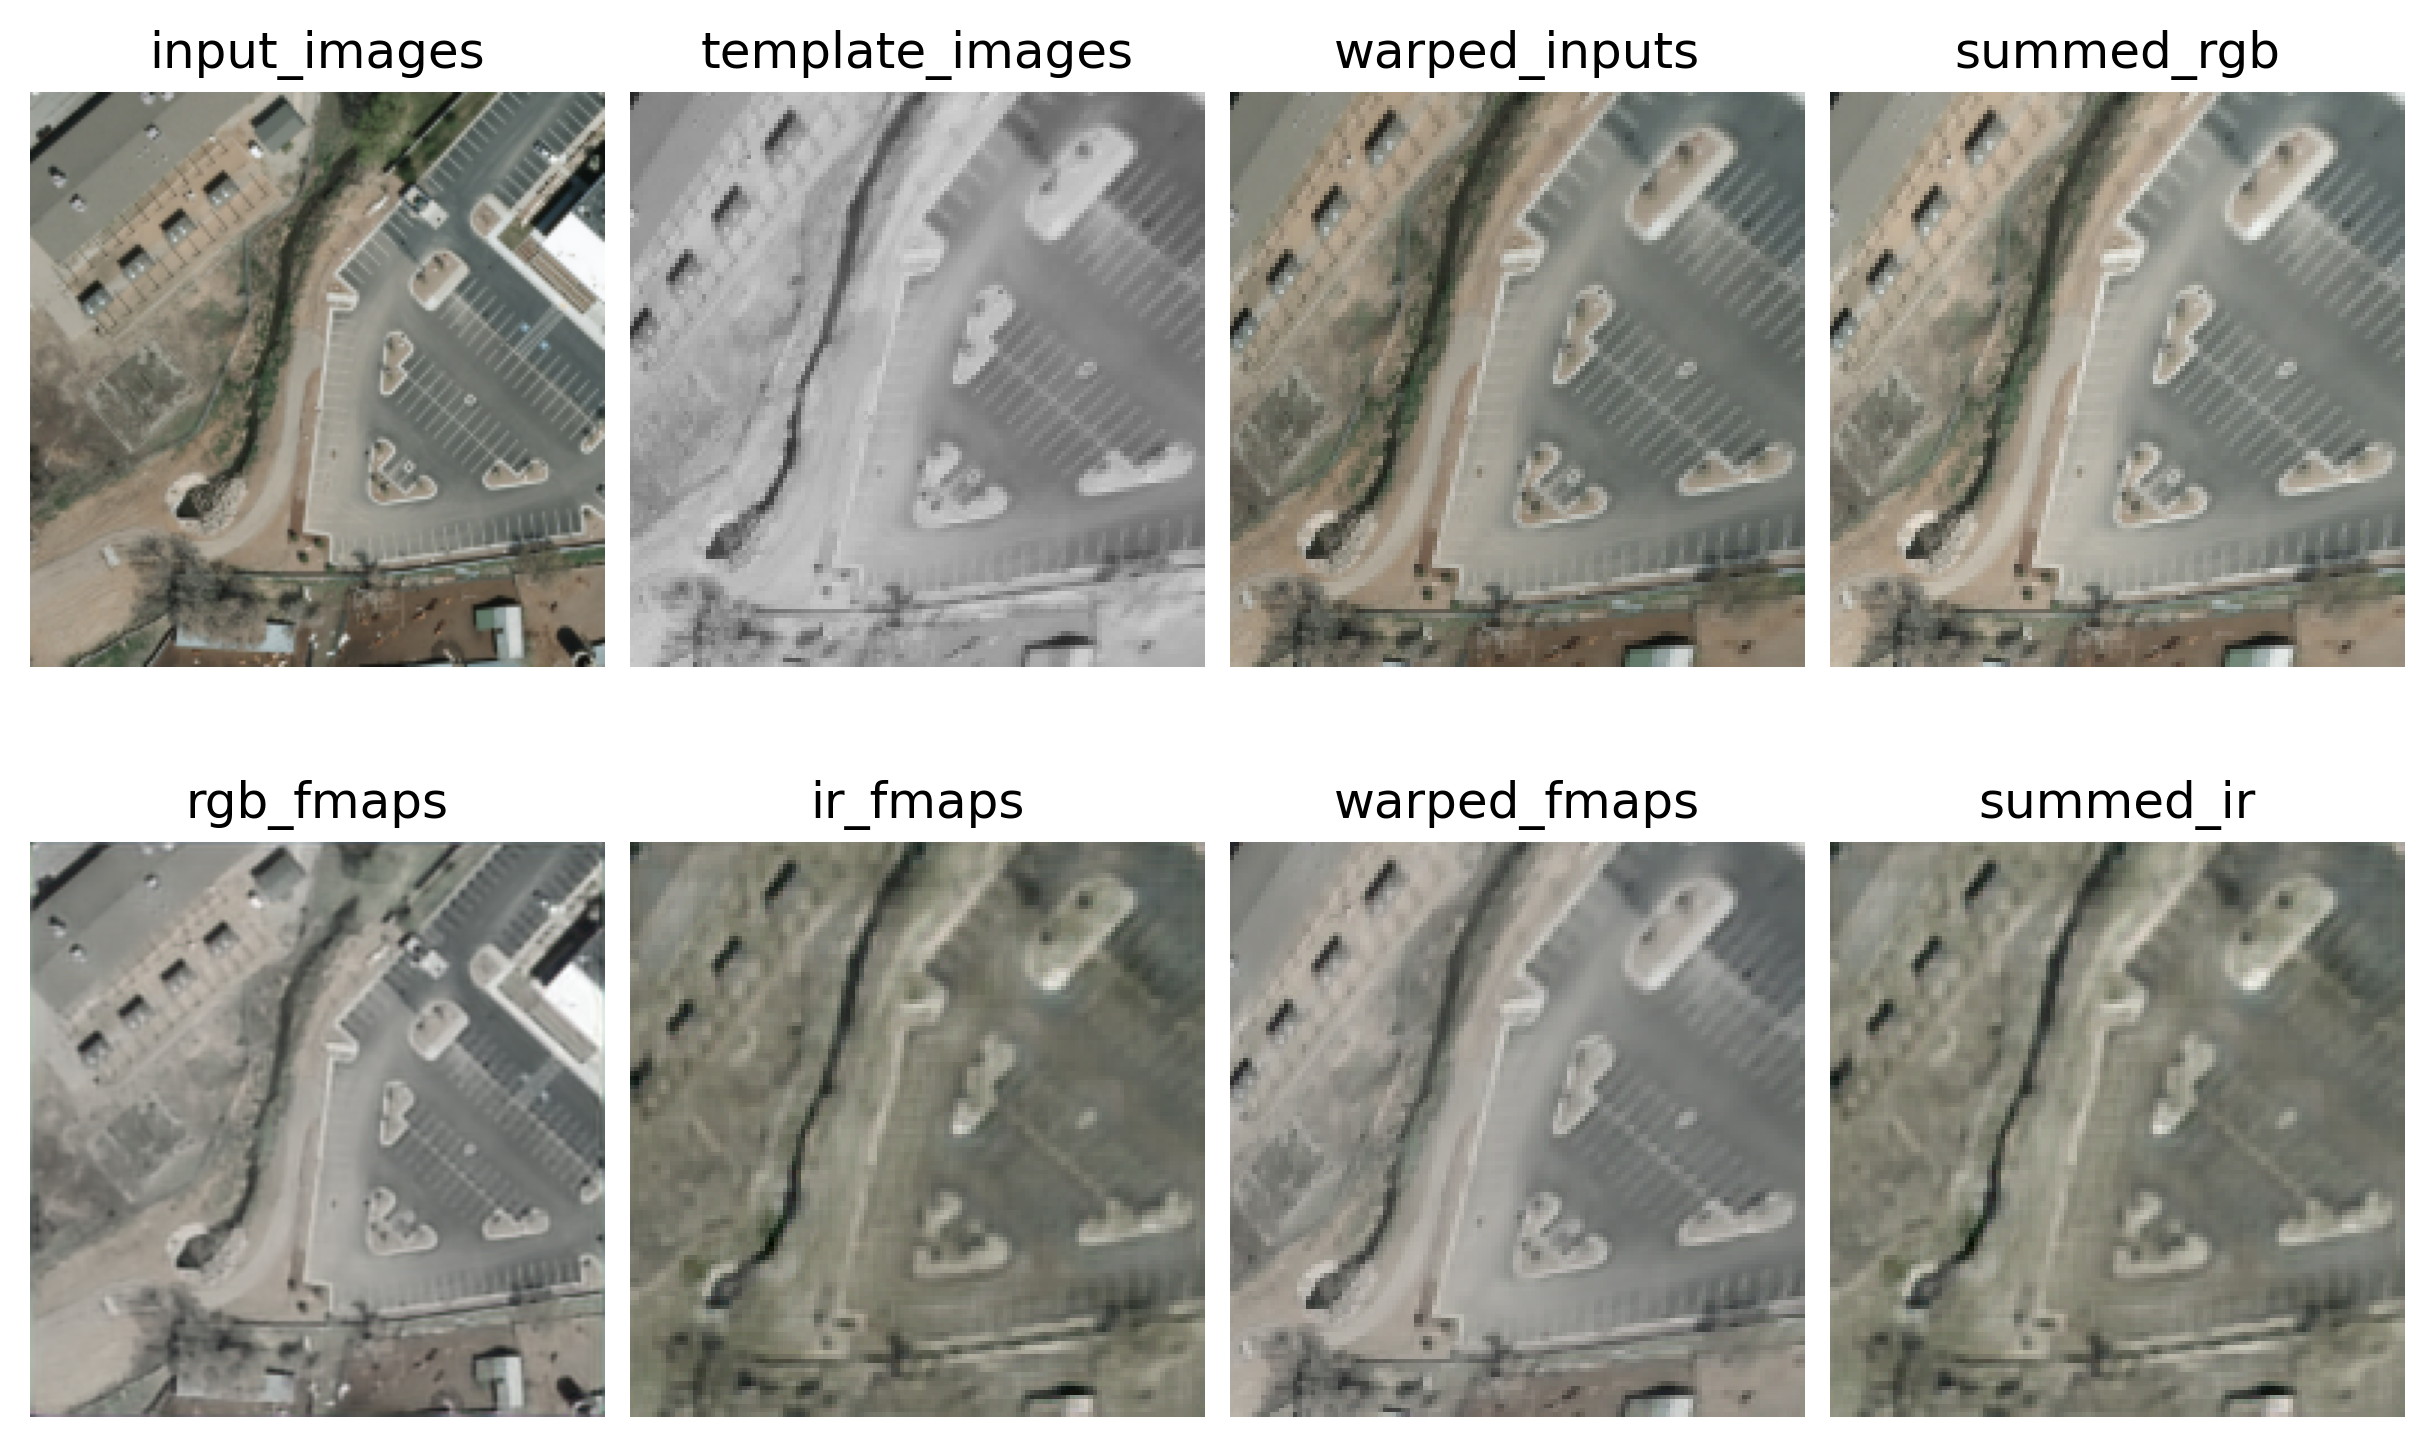 input_images
template_images
warped_inputs
summed_rgb
rgb_fmaps
ir_fmaps
warped_fmaps
summed_ir